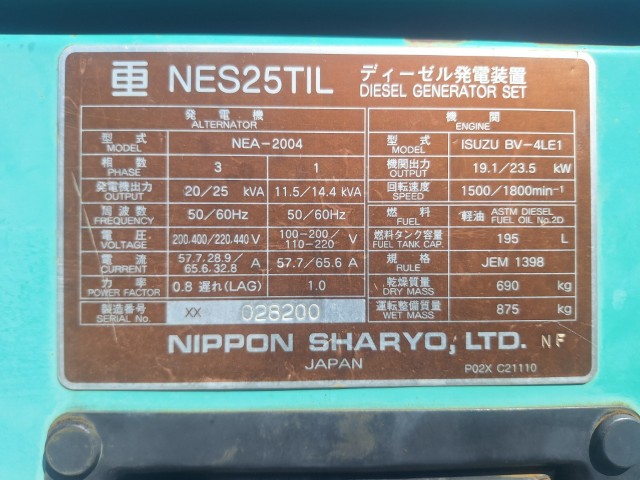 NES25TIL ディーゼル発電装置
DIESEL GENERATOR SET
発電機
ALTERNATOR
型式 MODEL NEA-2004
相数 PHASE 3 1
発電機出力 OUTPUT 20/25 kVA 11.5/14.4 kVA
周波数 FREQUENCY 50/60Hz 50/60Hz
電圧 VOLTAGE 200.400/220.440 V 100-200/110-220 V
電流 CURRENT 57.7.28.9/65.6.32.8 A 57.7/65.6 A
力率 POWER FACTOR 0.8 遅れ(LAG) 1.0
製造番号 SERIAL No. XX 028200
機関
ENGINE
型式 MODEL ISUZU BV-4LE1
機関出力 OUTPUT 19.1/23.5 kW
回転速度 SPEED 1500/1800min⁻¹
燃料 FUEL 軽油 ASTM DIESEL FUEL OIL No.2D
燃料タンク容量 FUEL TANK CAP. 195 L
規格 RULE JEM 1398
乾燥質量 DRY MASS 690 kg
運転整備質量 WET MASS 875 kg
NIPPON SHARYO, LTD. NF
JAPAN
P02X C21110